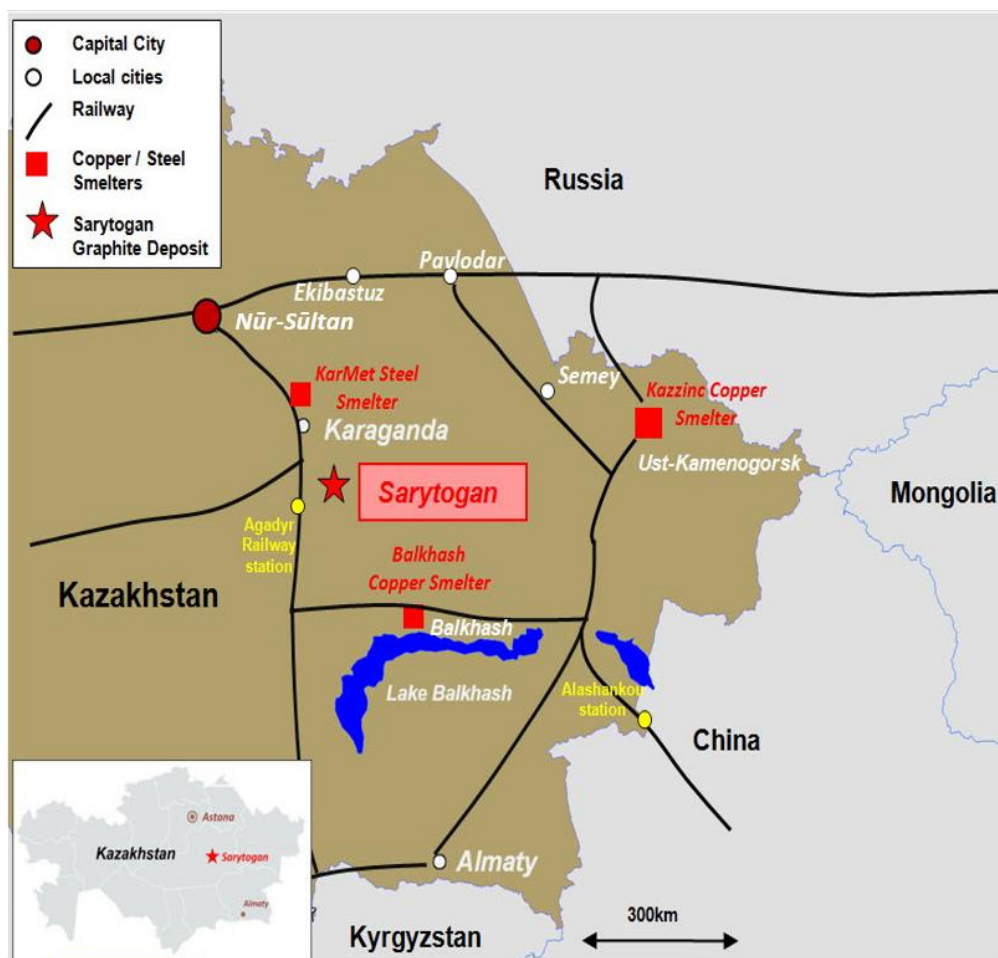 Capital City
Local cities
Railway
Copper / Steel
Smelters
Sarytogan
Graphite Deposit
Russia
Pavlodar
Ekibastuz
Nūr-Sūltan
KarMet Steel
Smelter
Semey
Kazzinc Copper
Smelter
Karaganda
Ust-Kamenogorsk
Mongolia
Sarytogan
Agadyr
Railway
station
Balkhash
Copper Smelter
Kazakhstan
Balkhash
Lake Balkhash
Alashankou
station
China
Astana
Kazakhstan
Sarytogan
Almaty
Almaty
300km
Kyrgyzstan